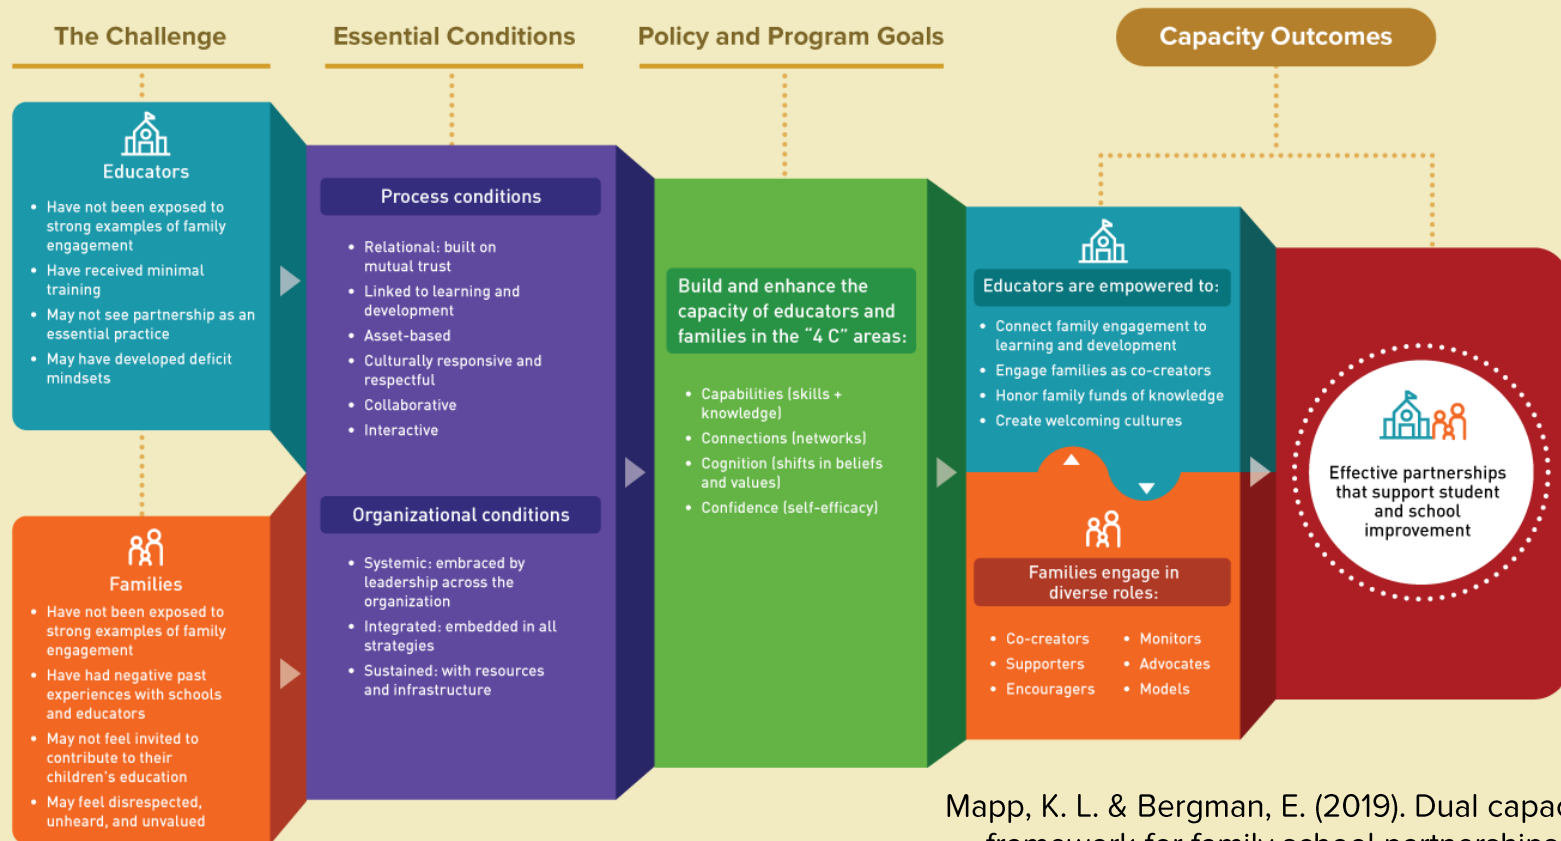 The Challenge
Essential Conditions
Policy and Program Goals
Capacity Outcomes
Educators
• Have not been exposed to
strong examples of family
engagement
• Have received minimal
training
• May not see partnership as an
essential practice
• May have developed deficit
mindsets
Families
• Have not been exposed to
strong examples of family
engagement
• Have had negative past
experiences with schools
and educators
• May not feel invited to
contribute to their
children's education
• May feel disrespected,
unheard, and unvalued
Process conditions
• Relational: built on
mutual trust
• Linked to learning and
development
• Asset-based
• Culturally responsive and
respectful
• Collaborative
• Interactive
Organizational conditions
• Systemic: embraced by
leadership across the
organization
• Integrated: embedded in all
strategies
• Sustained: with resources
and infrastructure
Build and enhance the
capacity of educators and
families in the “4 C” areas:
• Capabilities (skills +
knowledge)
• Connections (networks)
• Cognition (shifts in beliefs
and values)
• Confidence (self-efficacy)
Educators are empowered to:
• Connect family engagement to
learning and development
• Engage families as co-creators
• Honor family funds of knowledge
• Create welcoming cultures
Families engage in
diverse roles:
• Co-creators
• Supporters
• Encouragers
• Monitors
• Advocates
• Models
Effective partnerships
that support student
and school
improvement
Mapp, K. L. & Bergman, E. (2019). Dual capac
framework for family school partnerships